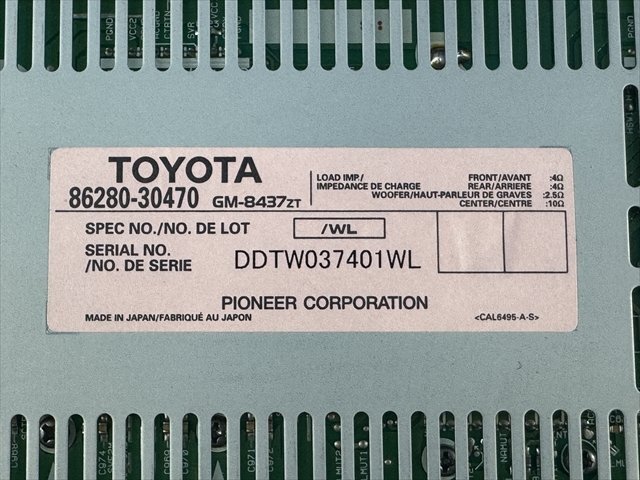 TOYOTA
86280-30470 GM-8437ZT
LOAD IMP./ FRONT/AVANT :4Ω
IMPEDANCE DE CHARGE REAR/ARRIERE :4Ω
WOOFER/HAUT-PARLEUR DE GRAVES :2.5Ω
CENTER/CENTRE :10Ω
SPEC NO./NO. DE LOT /WL
SERIAL NO.
/NO. DE SERIE DDTW037401WL
PIONEER CORPORATION
MADE IN JAPAN/FABRIQUÉ AU JAPON <CAL6495-A-S>